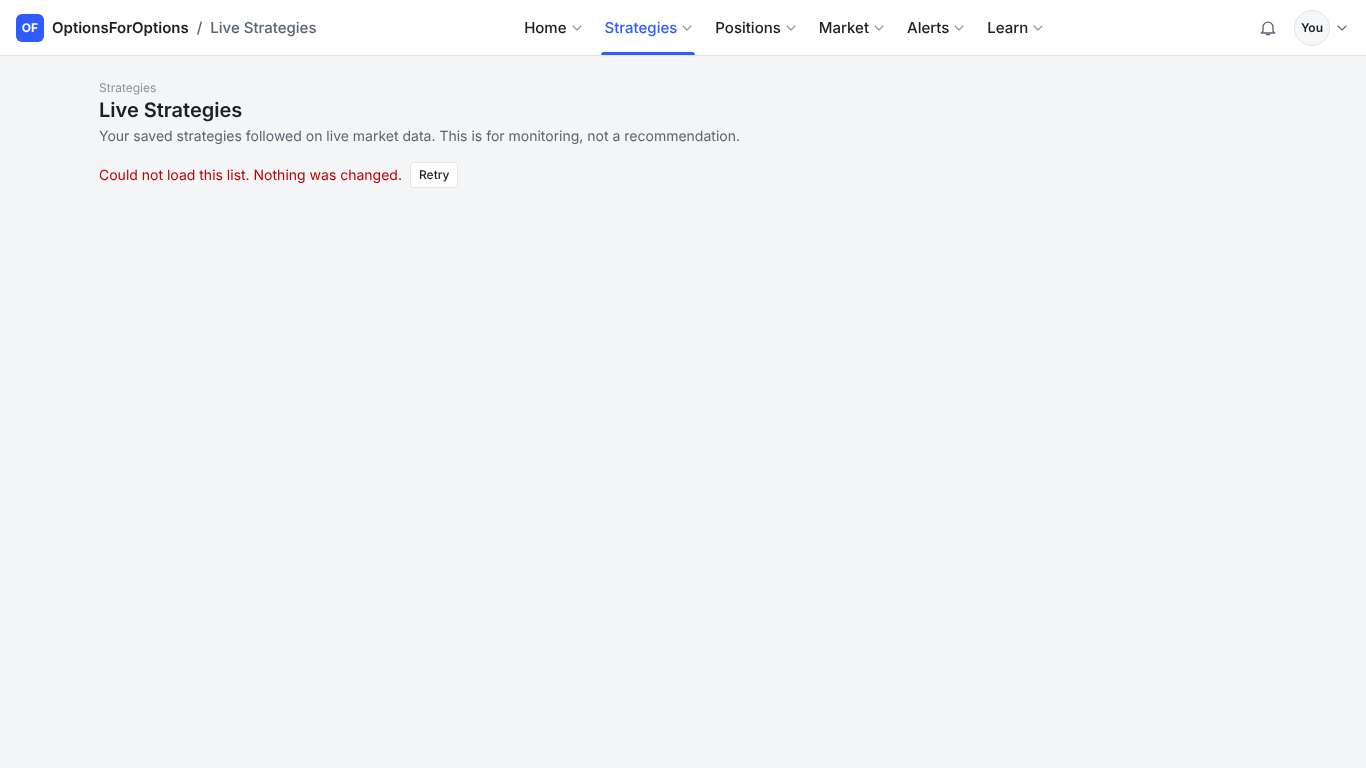 OF OptionsForOptions / Live Strategies Home Strategies Positions Market Alerts Learn You
Strategies
Live Strategies
Your saved strategies followed on live market data. This is for monitoring, not a recommendation.
Could not load this list. Nothing was changed. Retry